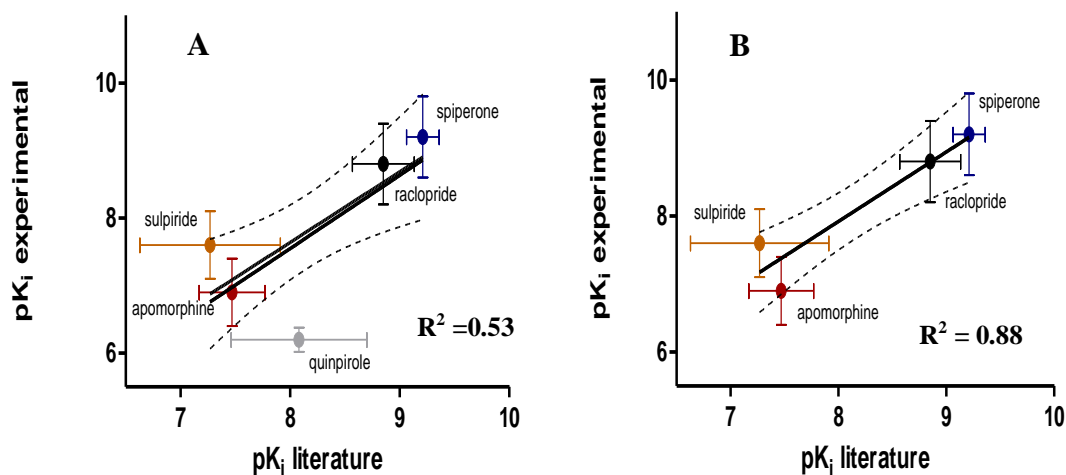 A
pKᵢ experimental
10
8
6
spiperone
raclopride
sulpiride
apomorphine
quinpirole
R² =0.53
7 8 9 10
pKᵢ literature
B
pKᵢ experimental
10
8
6
spiperone
raclopride
sulpiride
apomorphine
R² = 0.88
7 8 9 10
pKᵢ literature